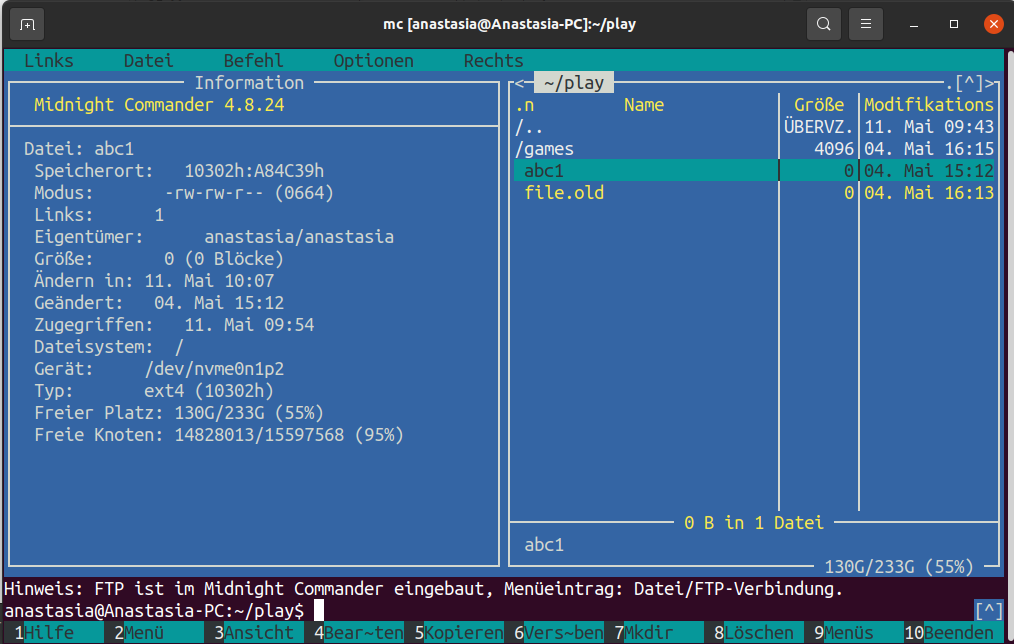 mc [anastasia@Anastasia-PC]:~/play
Links Datei Befehl Optionen Rechts
Information
Midnight Commander 4.8.24
Datei: abc1
Speicherort: 10302h:A84C39h
Modus: -rw-rw-r-- (0664)
Links: 1
Eigentümer: anastasia/anastasia
Größe: 0 (0 Blöcke)
Ändern in: 11. Mai 10:07
Geändert: 04. Mai 15:12
Zugegriffen: 11. Mai 09:54
Dateisystem: /
Gerät: /dev/nvme0n1p2
Typ: ext4 (10302h)
Freier Platz: 130G/233G (55%)
Freie Knoten: 14828013/15597568 (95%)
<- ~/play .[^]>
.n Name Größe Modifikations
/.. ÜBERVZ. 11. Mai 09:43
/games 4096 04. Mai 16:15
abc1 0 04. Mai 15:12
file.old 0 04. Mai 16:13
0 B in 1 Datei
abc1
130G/233G (55%)
Hinweis: FTP ist im Midnight Commander eingebaut, Menüeintrag: Datei/FTP-Verbindung.
anastasia@Anastasia-PC:~/play$ [^]
1Hilfe 2Menü 3Ansicht 4Bear~ten 5Kopieren 6Vers~ben 7Mkdir 8Löschen 9Menüs 10Beenden